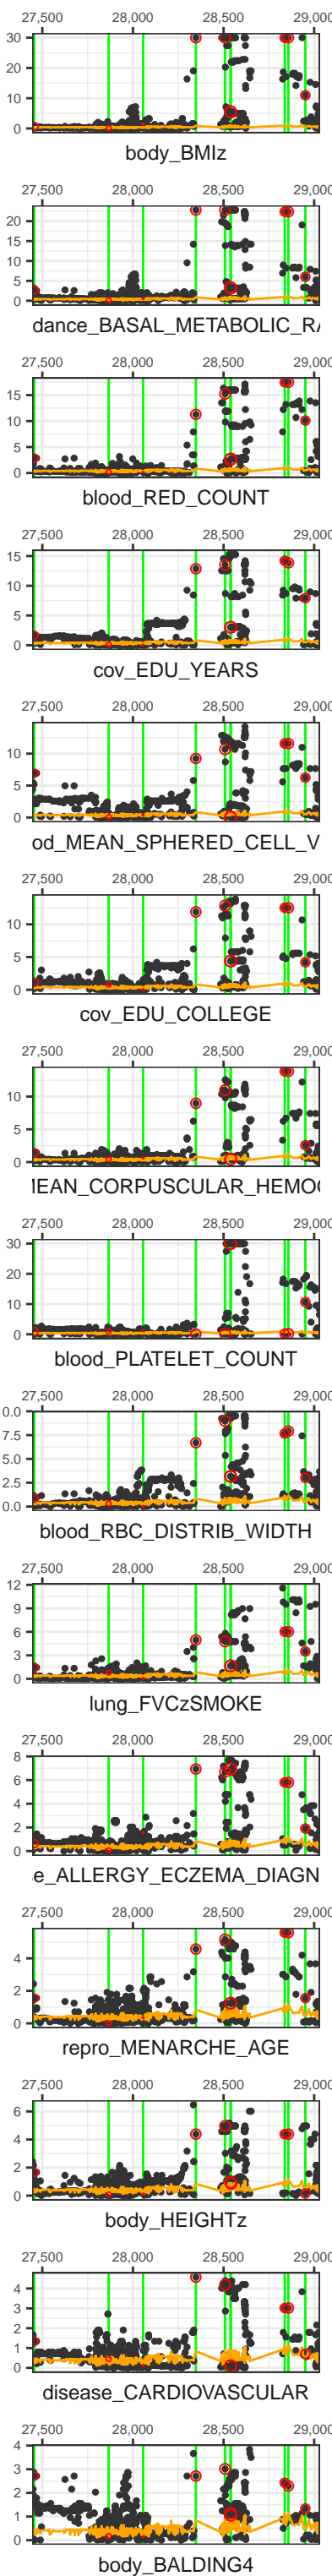 27,500 28,000 28,500 29,000
30
20
10
0
body_BMIz
27,500 28,000 28,500 29,000
20
15
10
5
0
dance_BASAL_METABOLIC_RA
27,500 28,000 28,500 29,000
15
10
5
0
blood_RED_COUNT
27,500 28,000 28,500 29,000
15
10
5
0
cov_EDU_YEARS
27,500 28,000 28,500 29,000
10
5
0
od_MEAN_SPHERED_CELL_V
27,500 28,000 28,500 29,000
10
5
0
cov_EDU_COLLEGE
27,500 28,000 28,500 29,000
10
5
0
MEAN_CORPUSCULAR_HEMO
27,500 28,000 28,500 29,000
30
20
10
0
blood_PLATELET_COUNT
27,500 28,000 28,500 29,000
0.0
7.5
5.0
2.5
0.0
blood_RBC_DISTRIB_WIDTH
27,500 28,000 28,500 29,000
12
9
6
3
0
lung_FVCzSMOKE
27,500 28,000 28,500 29,000
8
6
4
2
0
e_ALLERGY_ECZEMA_DIAGN
27,500 28,000 28,500 29,000
4
2
0
repro_MENARCHE_AGE
27,500 28,000 28,500 29,000
6
4
2
0
body_HEIGHTz
27,500 28,000 28,500 29,000
4
3
2
1
0
disease_CARDIOVASCULAR
27,500 28,000 28,500 29,000
4
3
2
1
0
body_BALDING4